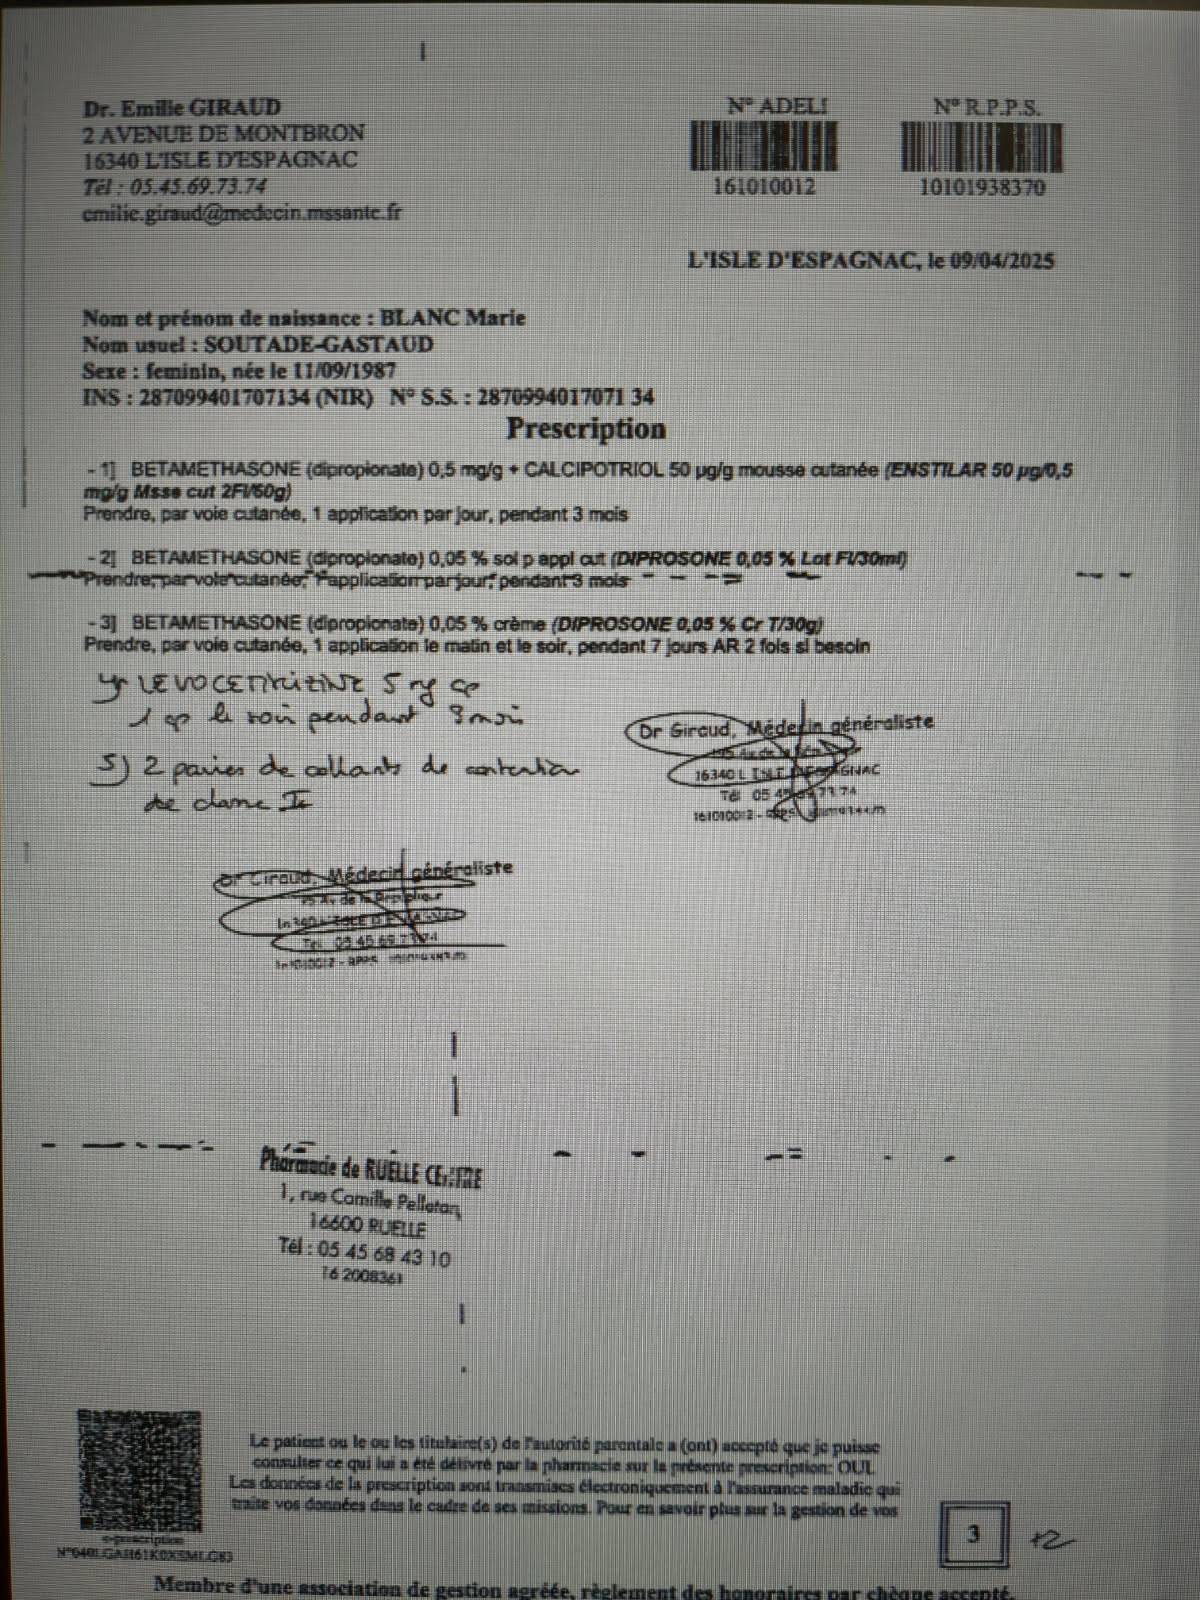 Dr. Emilie GIRAUD
2 AVENUE DE MONTBRON
16340 L'ISLE D'ESPAGNAC
Tél : 05.45.69.73.74
emilie.giraud@medecin.mssante.fr
N° ADELI
161010012
N° R.P.P.S.
10101938370
L'ISLE D'ESPAGNAC, le 09/04/2025
Nom et prénom de naissance : BLANC Marie
Nom usuel : SOUTADE-GASTAUD
Sexe : feminin, née le 11/09/1987
INS : 287099401707134 (NIR) N° S.S. : 2870994017071 34
Prescription
- 1] BETAMETHASONE (dipropionate) 0,5 mg/g + CALCIPOTRIOL 50 µg/g mousse cutanée (ENSTILAR 50 µg/0,5
mg/g Msse cut 2Fl/60g)
Prendre, par voie cutanée, 1 application par jour, pendant 3 mois
- 2] BETAMETHASONE (dipropionate) 0,05 % sol p appl cut (DIPROSONE 0,05 % Lot Fl/30ml)
Prendre, par voie cutanée, 1 application par jour, pendant 3 mois
- 3] BETAMETHASONE (dipropionate) 0,05 % crème (DIPROSONE 0,05 % Cr T/30g)
Prendre, par voie cutanée, 1 application le matin et le soir, pendant 7 jours AR 2 fois si besoin
4) LEVOCETIRIZINE 5 mg cp
1 cp le soir pendant 3 mois
5) 2 paires de collants de contention
de classe II
Dr Giraud, Médecin généraliste
16340 L'ISLE D'ESPAGNAC
Tél 05 45 69 73 74
161010012 - RPPS
Dr Giraud, Médecin généraliste
16340 L'ISLE D'ESPAGNAC
Tél 05 45 69 73 74
161010012 - RPPS
Pharmacie de RUELLE CENTRE
1, rue Camille Pelletan
16600 RUELLE
Tél : 05 45 68 43 10
16 2008361
Le patient ou le ou les titulaire(s) de l'autorité parentale a (ont) accepté que je puisse
consulter ce qui lui a été délivré par la pharmacie sur la présente prescription: OUI.
Les données de la prescription sont transmises électroniquement à l'assurance maladie qui
traite vos données dans le cadre de ses missions. Pour en savoir plus sur la gestion de vos
e-prescription
3
+2
Membre d'une association de gestion agréée, règlement des honoraires par chèque accepté.